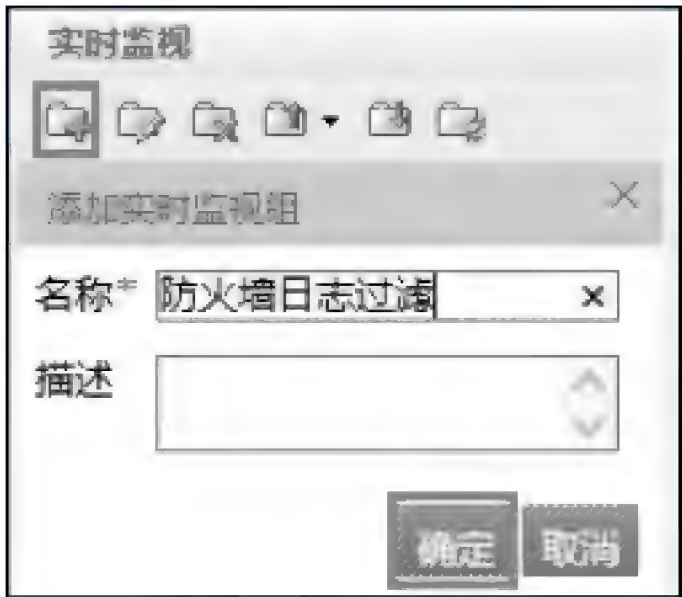 实时监视
添加实时监视组
名称* 防火墙日志过滤
描述
确定 取消